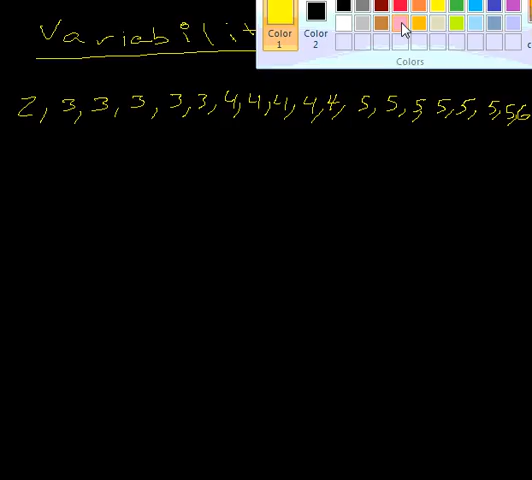 Variabilit
Color 1
Color 2
Colors
2, 3, 3, 3, 3, 3, 4, 4, 4, 4, 4, 5, 5, 5, 5, 5, 5, 5, 6